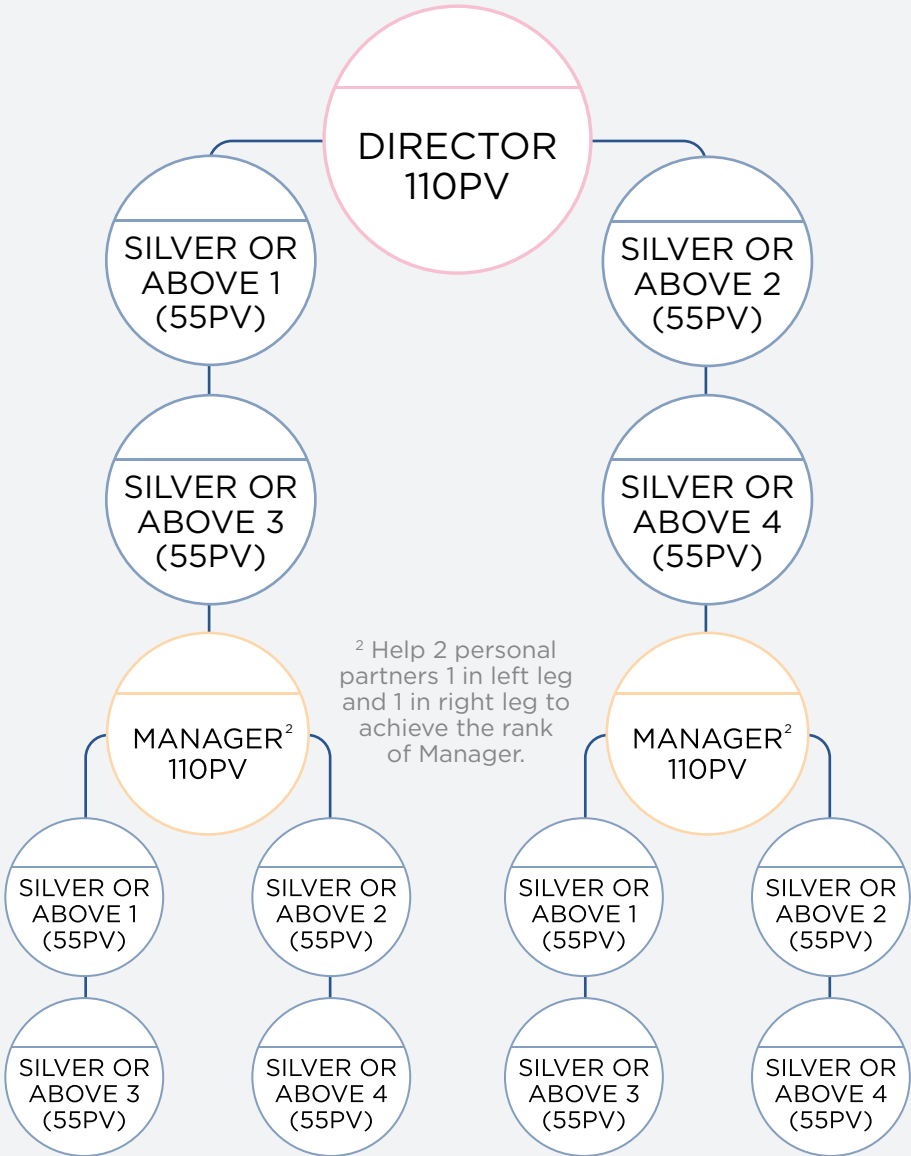 DIRECTOR
110PV
SILVER OR
ABOVE 1
(55PV)
SILVER OR
ABOVE 2
(55PV)
SILVER OR
ABOVE 3
(55PV)
SILVER OR
ABOVE 4
(55PV)
² Help 2 personal
partners 1 in left leg
and 1 in right leg to
achieve the rank
of Manager.
MANAGER²
110PV
MANAGER²
110PV
SILVER OR
ABOVE 1
(55PV)
SILVER OR
ABOVE 2
(55PV)
SILVER OR
ABOVE 1
(55PV)
SILVER OR
ABOVE 2
(55PV)
SILVER OR
ABOVE 3
(55PV)
SILVER OR
ABOVE 4
(55PV)
SILVER OR
ABOVE 3
(55PV)
SILVER OR
ABOVE 4
(55PV)